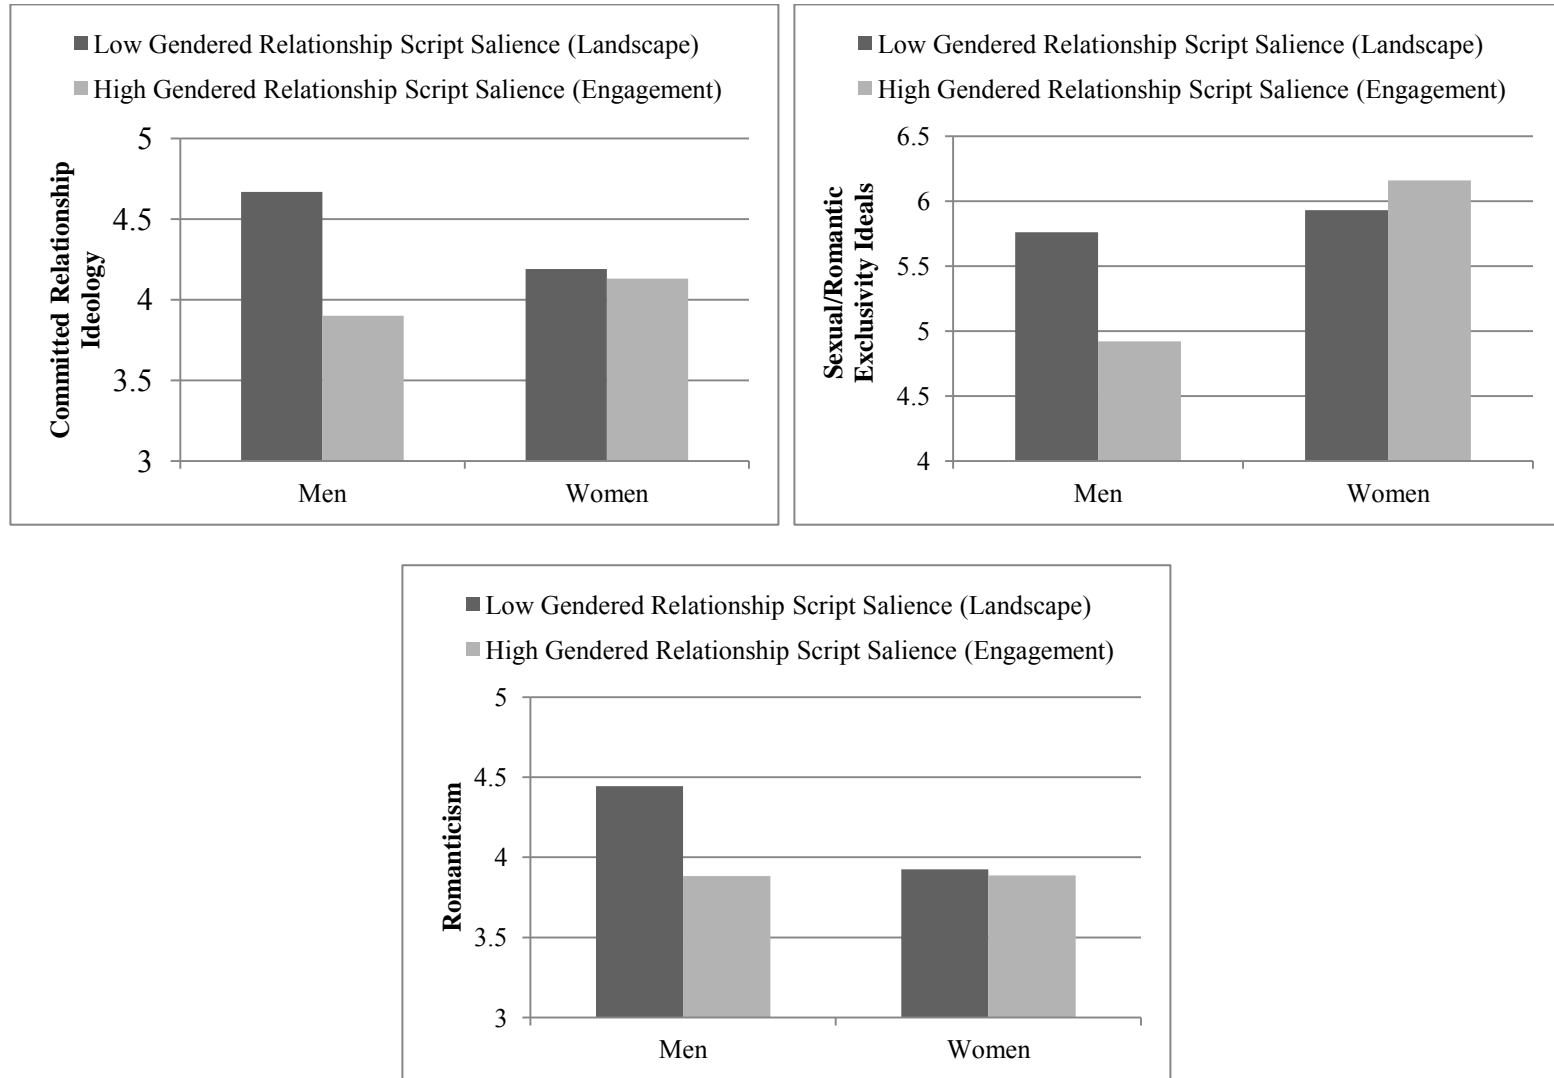 Low Gendered Relationship Script Salience (Landscape)
High Gendered Relationship Script Salience (Engagement)
Committed Relationship
Ideology
5
4.5
4
3.5
3
Men Women
Low Gendered Relationship Script Salience (Landscape)
High Gendered Relationship Script Salience (Engagement)
Sexual/Romantic
Exclusivity Ideals
6.5
6
5.5
5
4.5
4
Men Women
Low Gendered Relationship Script Salience (Landscape)
High Gendered Relationship Script Salience (Engagement)
Romanticism
5
4.5
4
3.5
3
Men Women